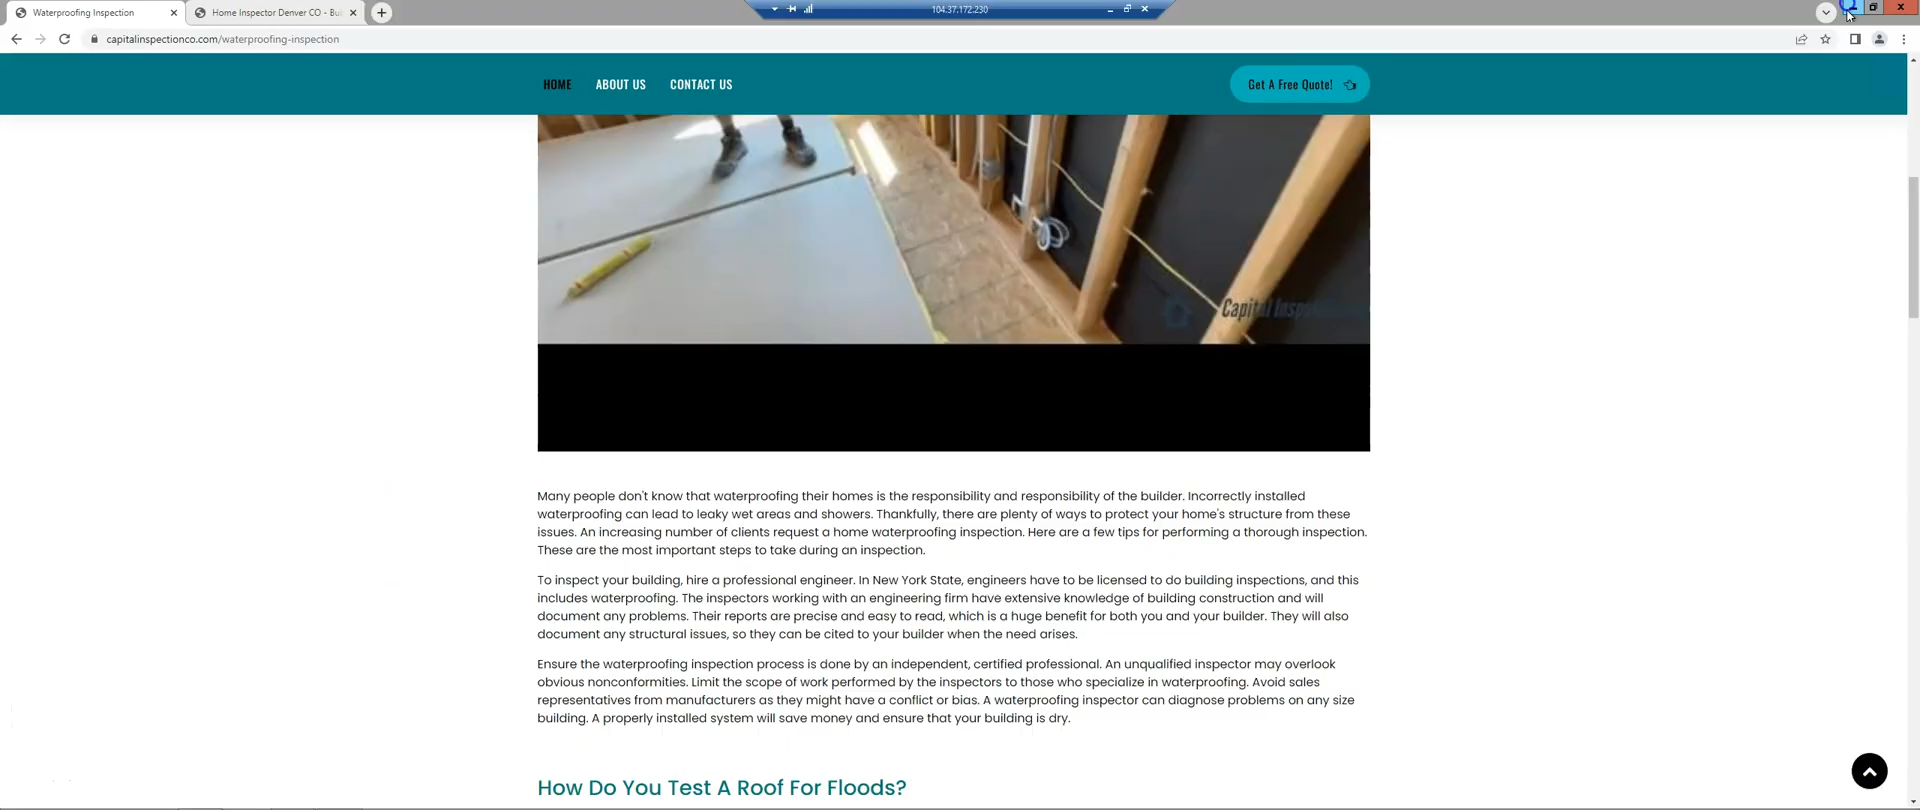 Waterproofing Inspection
Home Inspector Denver CO - Bu
104.37.172.230
capitalinspectionco.com/waterproofing-inspection
HOME
ABOUT US
CONTACT US
Get A Free Quote!
Many people don't know that waterproofing their homes is the responsibility and responsibility of the builder. Incorrectly installed
waterproofing can lead to leaky wet areas and showers. Thankfully, there are plenty of ways to protect your home's structure from these
issues. An increasing number of clients request a home waterproofing inspection. Here are a few tips for performing a thorough inspection.
These are the most important steps to take during an inspection.
To inspect your building, hire a professional engineer. In New York State, engineers have to be licensed to do building inspections, and this
includes waterproofing. The inspectors working with an engineering firm have extensive knowledge of building construction and will
document any problems. Their reports are precise and easy to read, which is a huge benefit for both you and your builder. They will also
document any structural issues, so they can be cited to your builder when the need arises.
Ensure the waterproofing inspection process is done by an independent, certified professional. An unqualified inspector may overlook
obvious nonconformities. Limit the scope of work performed by the inspectors to those who specialize in waterproofing. Avoid sales
representatives from manufacturers as they might have a conflict or bias. A waterproofing inspector can diagnose problems on any size
building. A properly installed system will save money and ensure that your building is dry.
How Do You Test A Roof For Floods?